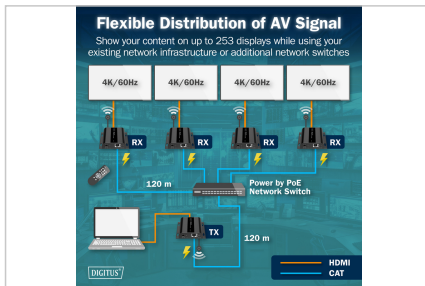 Flexible Distribution of AV Signal
Show your content on up to 253 displays while using your
existing network infrastructure or additional network switches
4K/60Hz 4K/60Hz 4K/60Hz 4K/60Hz
RX RX RX RX
120 m
Power by PoE
Network Switch
TX
120 m
DIGITUS
HDMI
CAT